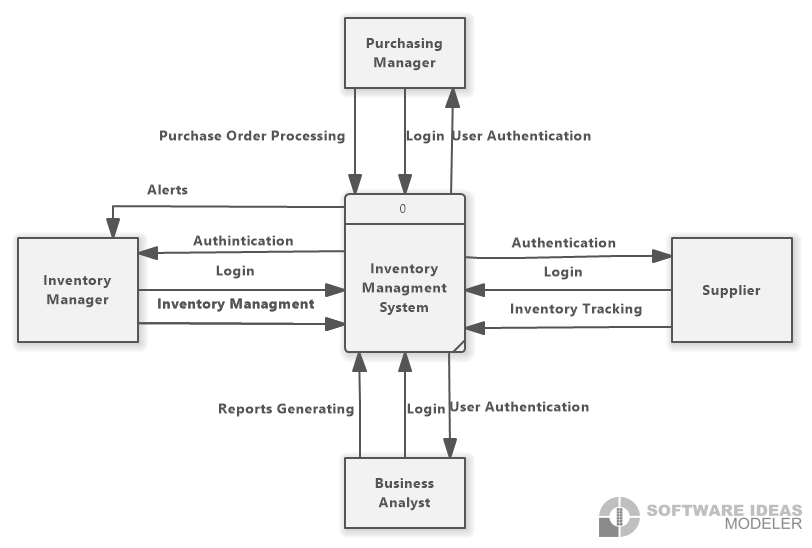 Purchasing
Manager
Purchase Order Processing
Login
User Authentication
Alerts
0
Authintication
Authentication
Login
Login
Inventory
Manager
Inventory
Managment
System
Supplier
Inventory Managment
Inventory Tracking
Reports Generating
Login
User Authentication
Business
Analyst
SOFTWARE IDEAS
MODELER